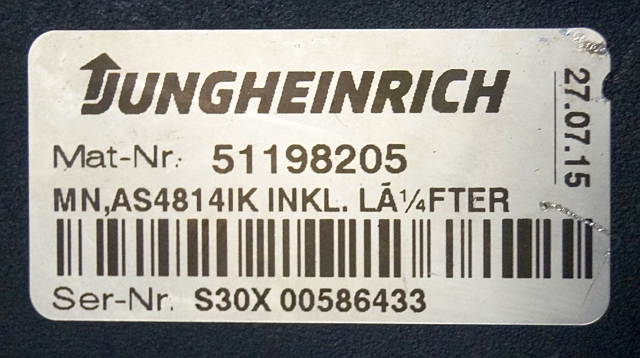 JUNGHEINRICH
Mat-Nr. 51198205
MN,AS4814IK INKL. LÃ¼FTER
Ser-Nr. S30X 00586433
27.07.15